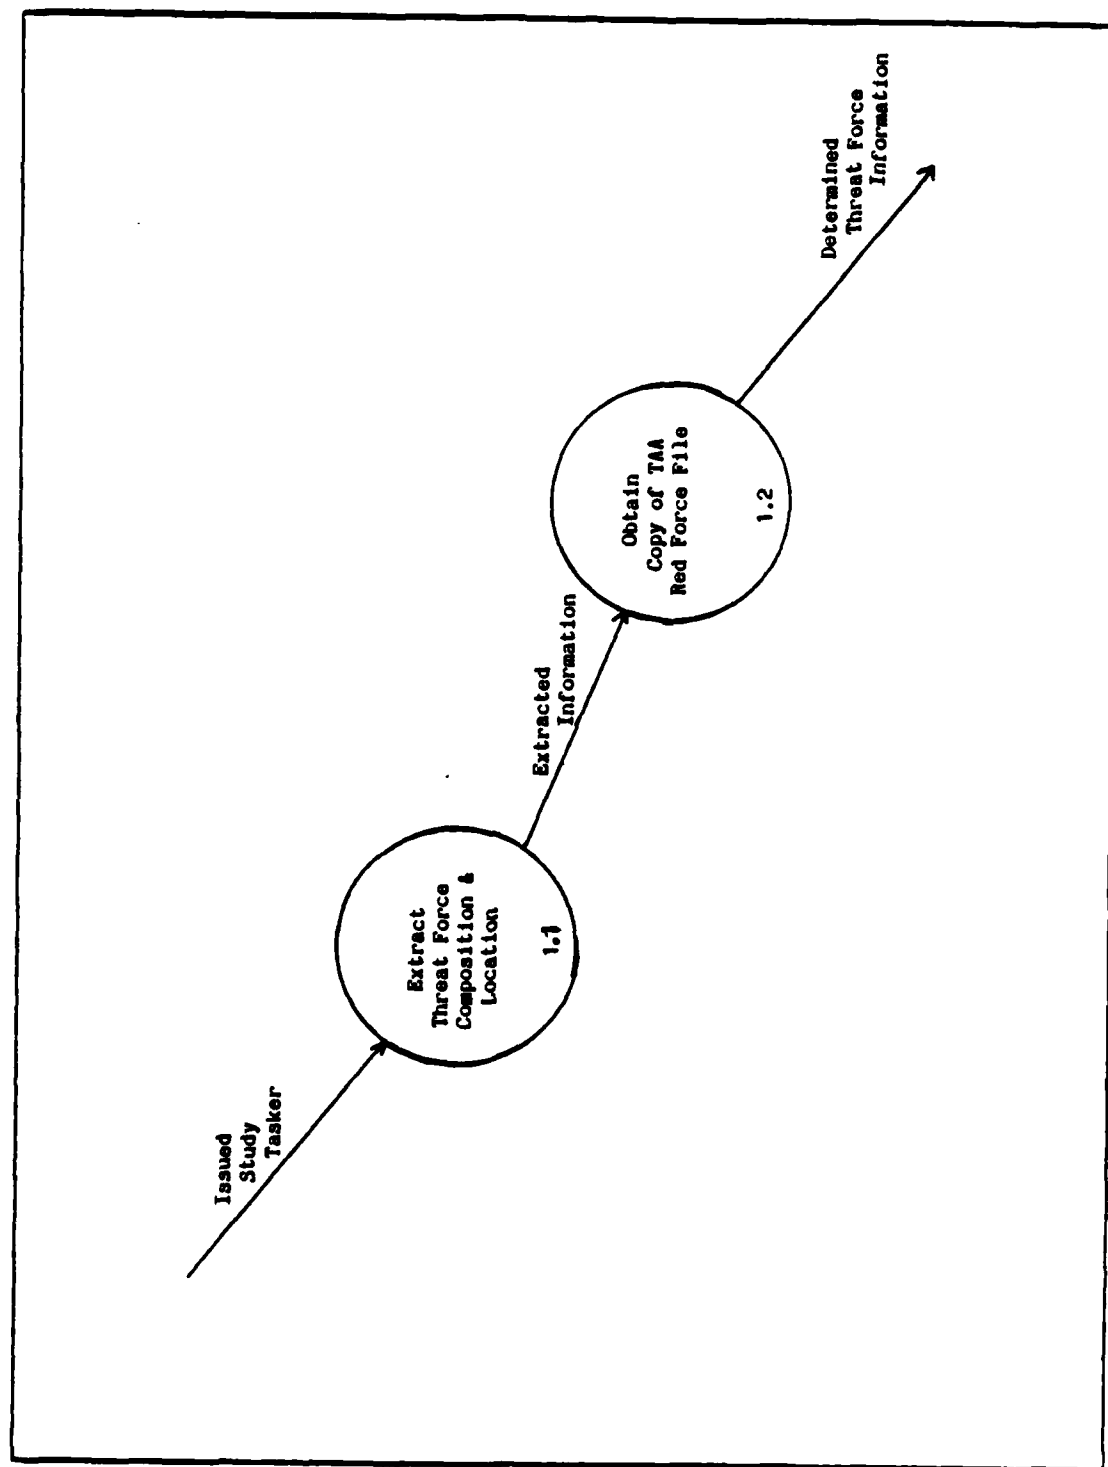 Issued
Study
Tasker
Extract
Threat Force
Composition &
Location
1.1
Extracted
Information
Obtain
Copy of TAA
Red Force File
1.2
Determined
Threat Force
Information